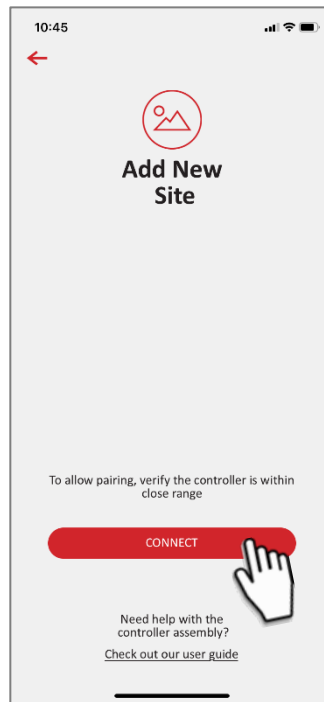 10:45
Add New
Site
To allow pairing, verify the controller is within
close range
CONNECT
Need help with the
controller assembly?
Check out our user guide